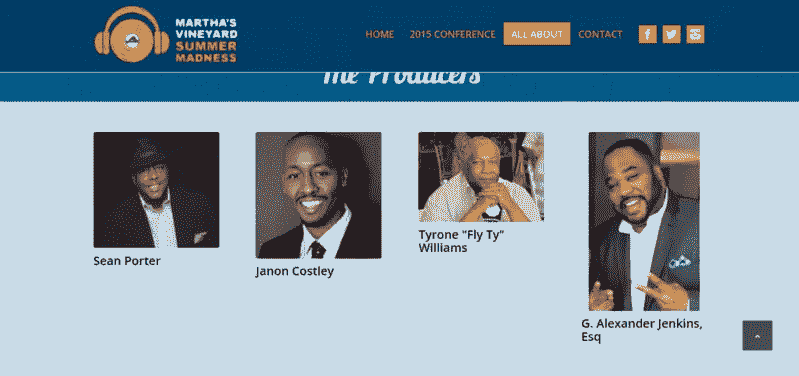 MARTHA'S
VINEYARD
SUMMER
MADNESS
HOME
2015 CONFERENCE
ALL ABOUT
CONTACT
The Producers
Sean Porter
Janon Costley
Tyrone "Fly Ty"
Williams
G. Alexander Jenkins,
Esq